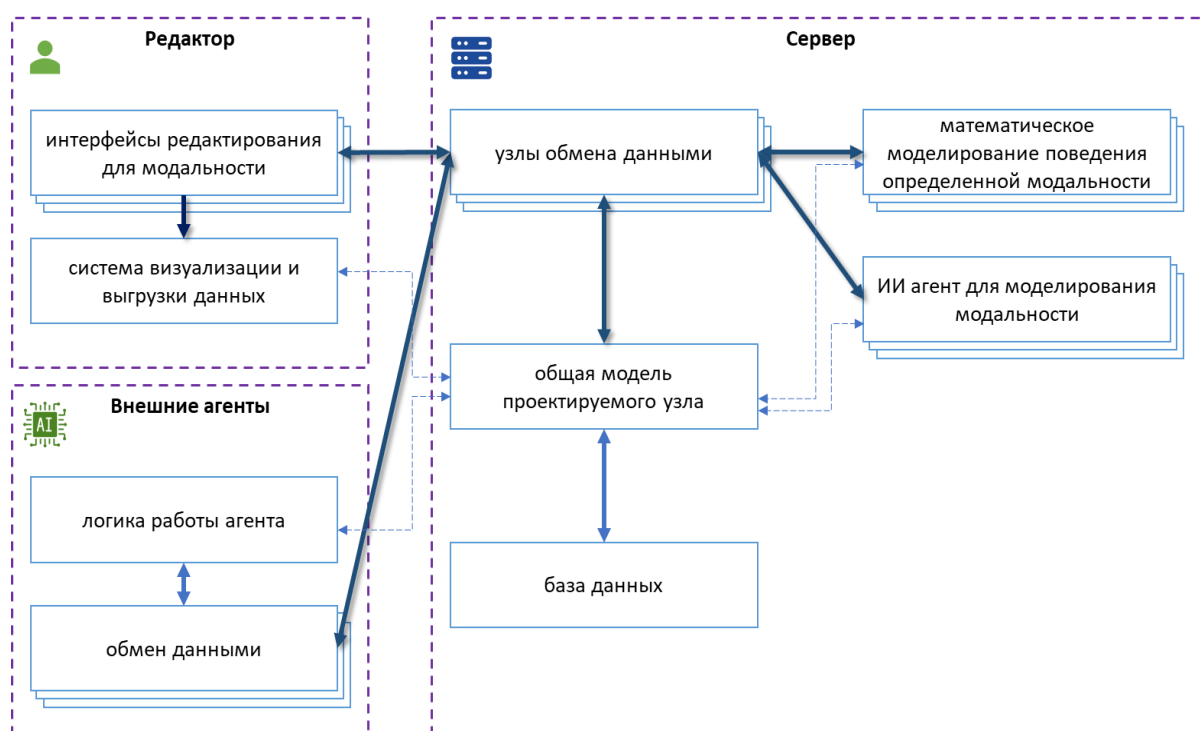 Редактор
интерфейсы редактирования
для модальности
система визуализации и
выгрузки данных
Внешние агенты
AI
логика работы агента
обмен данными
Сервер
узлы обмена данными
математическое
моделирование поведения
определенной модальности
ИИ агент для моделирования
модальности
общая модель
проектируемого узла
база данных